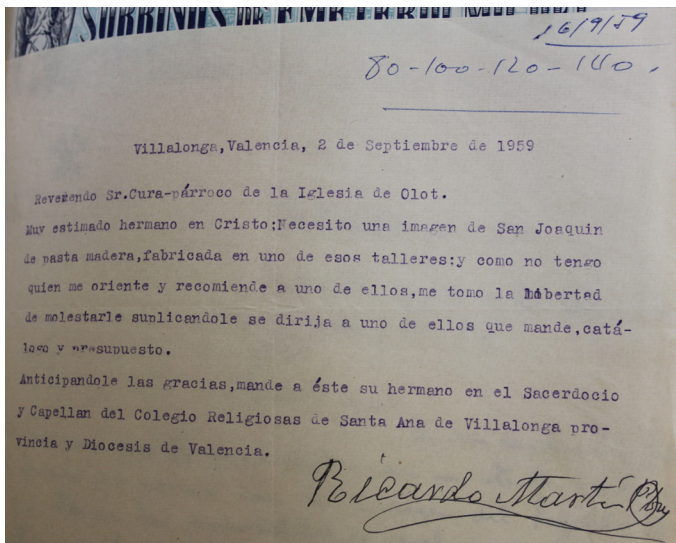 SOBRINOS DE EMETERIO
16/9/59
80-100-120-140.
Villalonga,Valencia, 2 de Septiembre de 1959
Reverendo Sr.Cura-párroco de la Iglesia de Olot.
Muy estimado hermano en Cristo:Necesito una imagen de San Joaquin
de pasta madera,fabricada en uno de esos talleres:y como no tengo
quien me oriente y recomiende a uno de ellos,me tomo la libertad
de molestarle suplicandole se dirija a uno de ellos que mande,catá-
logo y presupuesto.
Anticipandole las gracias,mande a éste su hermano en el Sacerdocio
y Capellan del Colegio Religiosas de Santa Ana de Villalonga pro-
vincia y Diocesis de Valencia.
Ricardo Martí Pbro